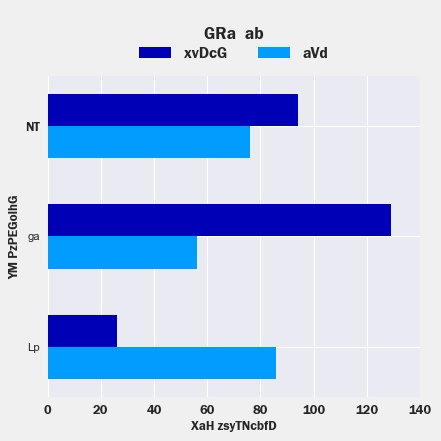 GRa ab
xvDcG aVd
YM PzPEGolhG
NT
ga
Lp
0 20 40 60 80 100 120 140
XaH zsyTNcbfD